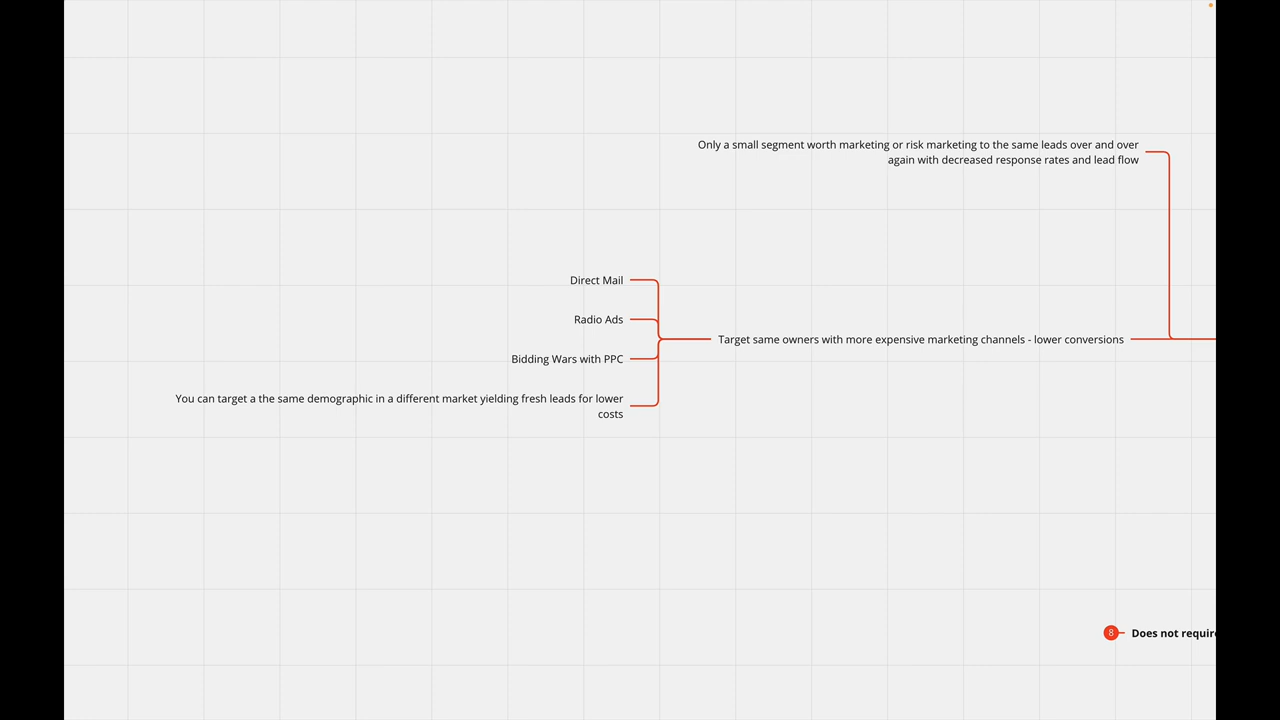 Only a small segment worth marketing or risk marketing to the same leads over and over
again with decreased response rates and lead flow
Direct Mail
Radio Ads
Target same owners with more expensive marketing channels - lower conversions
Bidding Wars with PPC
You can target a the same demographic in a different market yielding fresh leads for lower
costs
8 Does not require